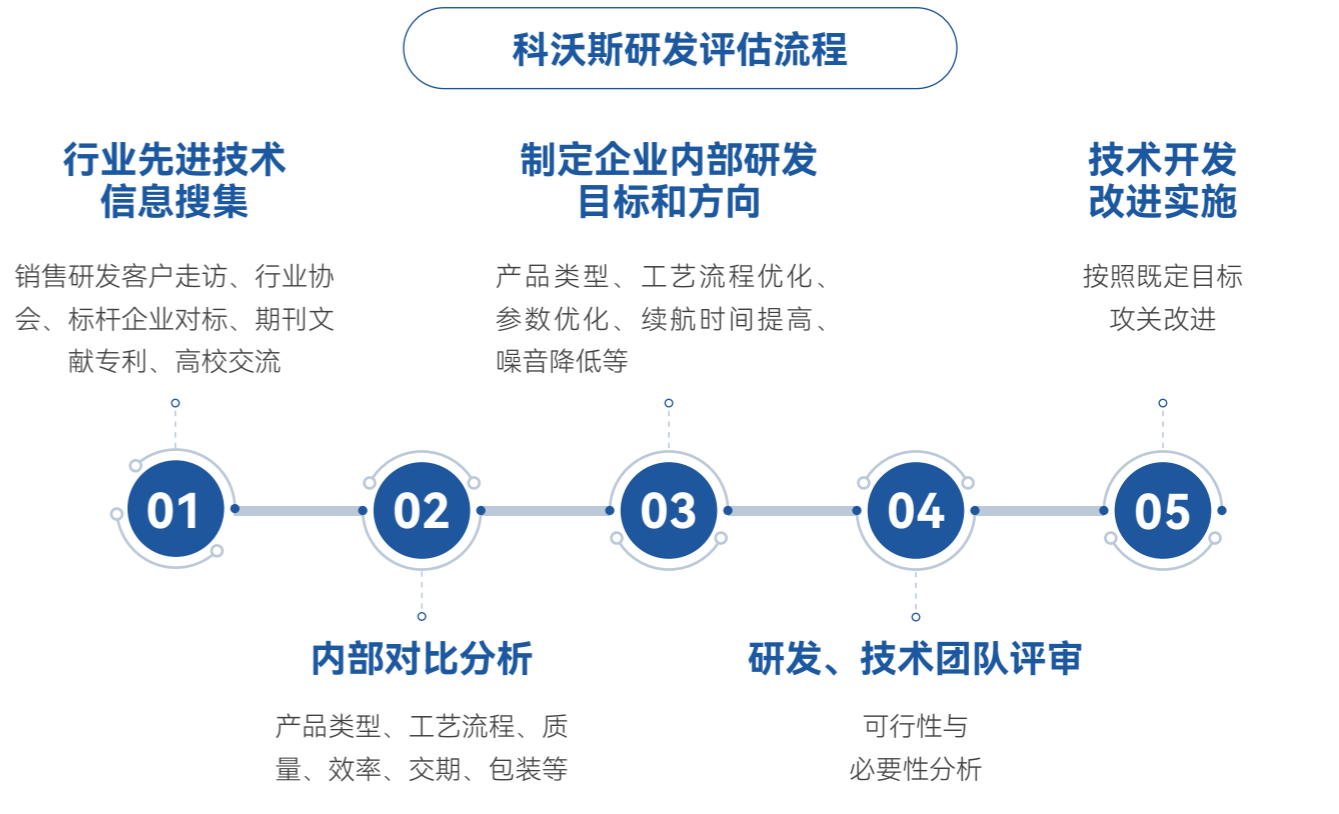 科沃斯研发评估流程
行业先进技术
信息搜集
销售研发客户走访、行业协
会、标杆企业对标、期刊文
献专利、高校交流
制定企业内部研发
目标和方向
产品类型、工艺流程优化、
参数优化、续航时间提高、
噪音降低等
技术开发
改进实施
按照既定目标
攻关改进
01
02
03
04
05
内部对比分析
产品类型、工艺流程、质
量、效率、交期、包装等
研发、技术团队评审
可行性与
必要性分析